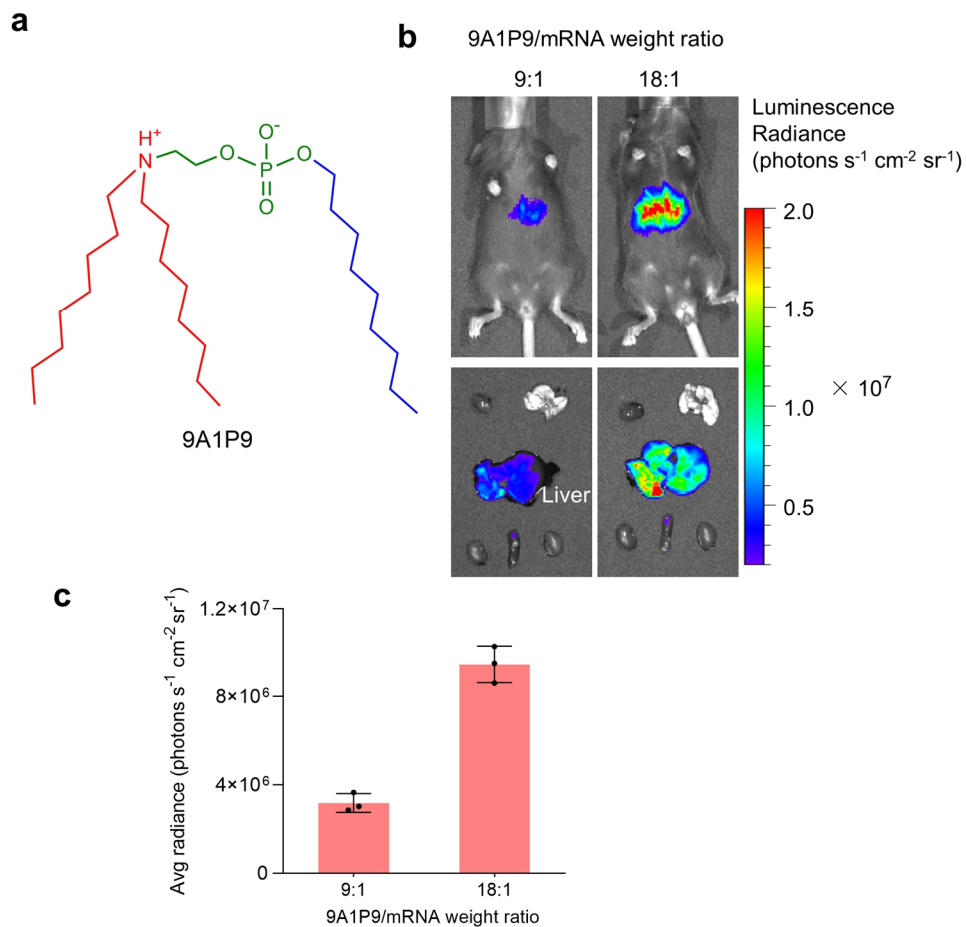 a
H⁺
N
O
O⁻
P
O
O
9A1P9
b
9A1P9/mRNA weight ratio
9:1
18:1
Luminescence
Radiance
(photons s⁻¹ cm⁻² sr⁻¹)
2.0
1.5
1.0
0.5
× 10⁷
Liver
c
Avg radiance (photons s⁻¹ cm⁻² sr⁻¹)
1.2×10⁷
8×10⁶
4×10⁶
0
9:1
18:1
9A1P9/mRNA weight ratio